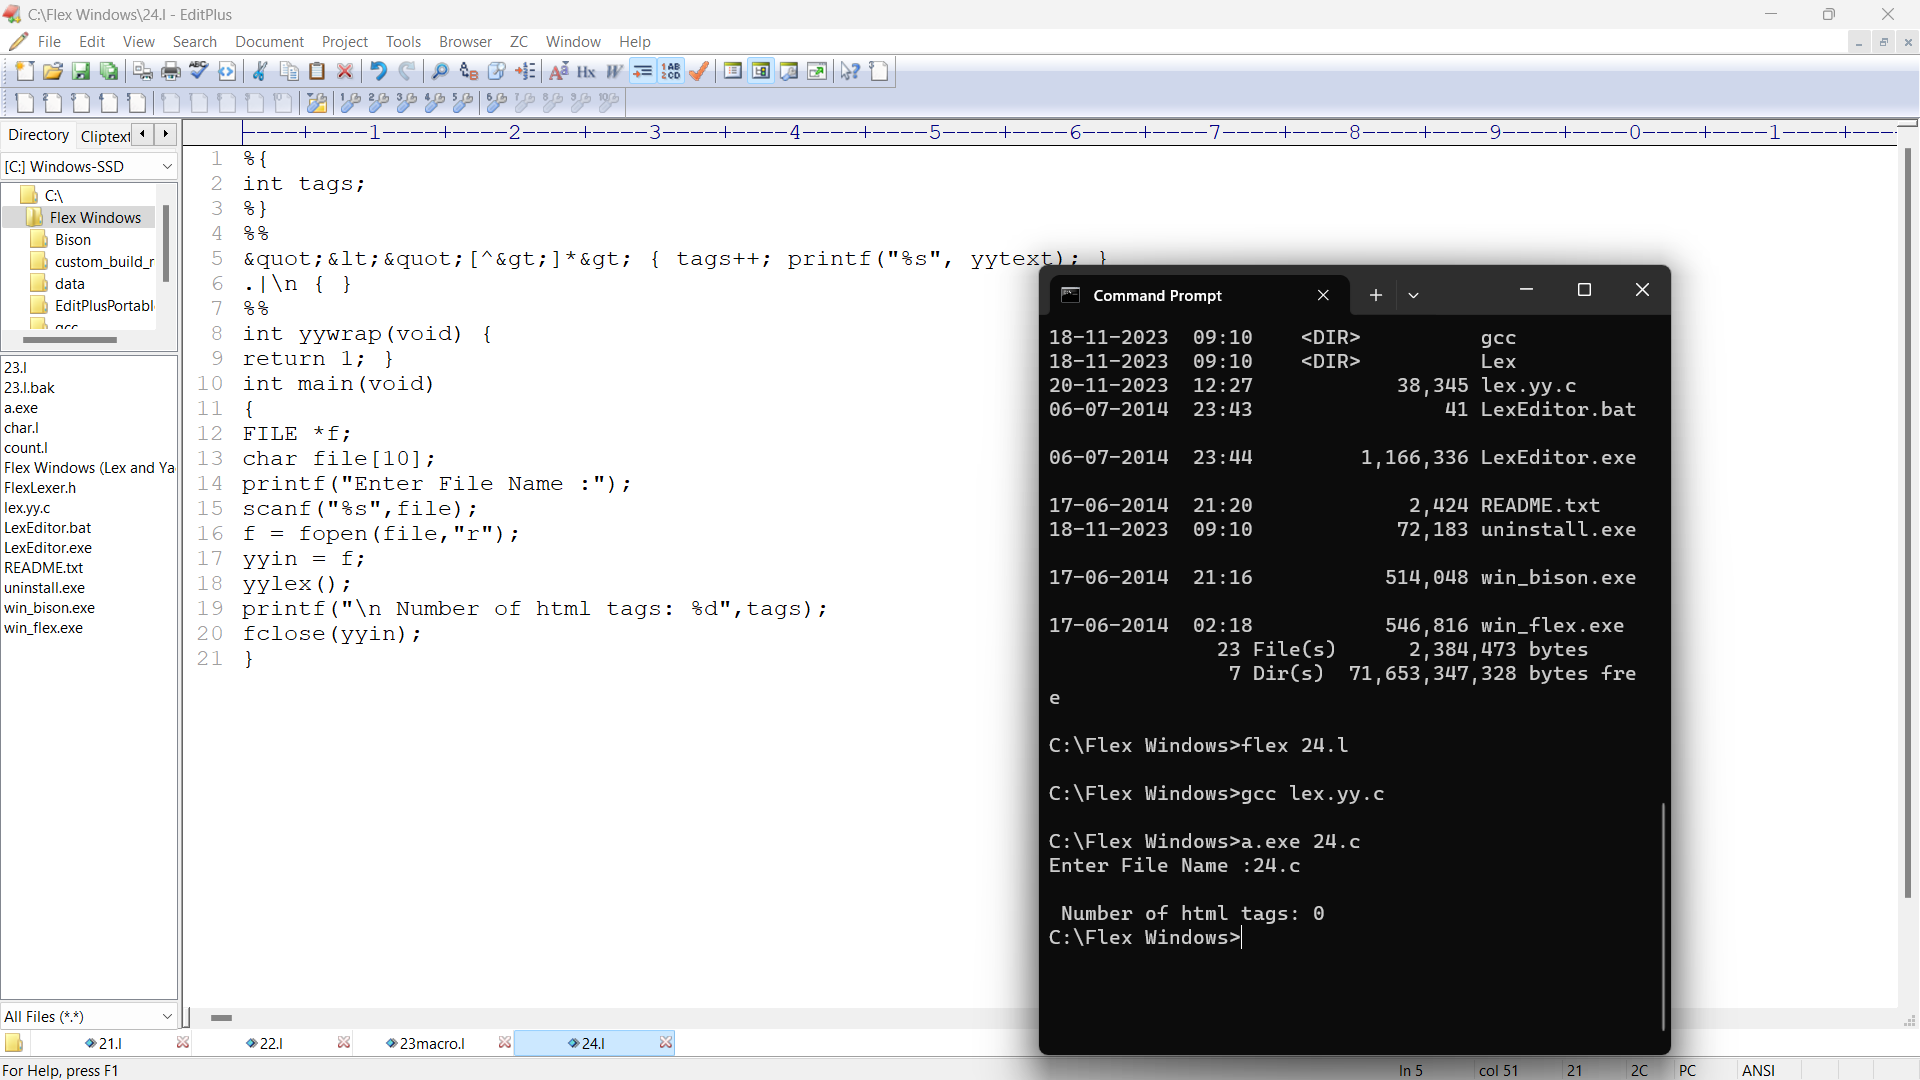 C:\Flex Windows\24.l - EditPlus
File Edit View Search Document Project Tools Browser ZC Window Help
Directory Cliptext
[C:] Windows-SSD
C:\
Flex Windows
Bison
custom_build_r
data
EditPlusPortabl
gcc
23.l
23.l.bak
a.exe
char.l
count.l
Flex Windows (Lex and Ya
FlexLexer.h
lex.yy.c
LexEditor.bat
LexEditor.exe
README.txt
uninstall.exe
win_bison.exe
win_flex.exe
All Files (*.*)
----+----1----+----2----+----3----+----4----+----5----+----6----+----7----+----8----+----9----+----0----+----1----+---
1 %{
2 int tags;
3 %}
4 %%
5 &quot;&lt;&quot;[^&gt;]*&gt; { tags++; printf("%s", yytext); }
6 .|\n { }
7 %%
8 int yywrap(void) {
9 return 1; }
10 int main(void)
11 {
12 FILE *f;
13 char file[10];
14 printf("Enter File Name :");
15 scanf("%s",file);
16 f = fopen(file,"r");
17 yyin = f;
18 yylex();
19 printf("\n Number of html tags: %d",tags);
20 fclose(yyin);
21 }
Command Prompt
18-11-2023 09:10 <DIR> gcc
18-11-2023 09:10 <DIR> Lex
20-11-2023 12:27 38,345 lex.yy.c
06-07-2014 23:43 41 LexEditor.bat
06-07-2014 23:44 1,166,336 LexEditor.exe
17-06-2014 21:20 2,424 README.txt
18-11-2023 09:10 72,183 uninstall.exe
17-06-2014 21:16 514,048 win_bison.exe
17-06-2014 02:18 546,816 win_flex.exe
23 File(s) 2,384,473 bytes
7 Dir(s) 71,653,347,328 bytes fre
e
C:\Flex Windows>flex 24.l
C:\Flex Windows>gcc lex.yy.c
C:\Flex Windows>a.exe 24.c
Enter File Name :24.c
Number of html tags: 0
C:\Flex Windows>
21.l 22.l 23macro.l 24.l
For Help, press F1 ln 5 col 51 21 2C PC ANSI